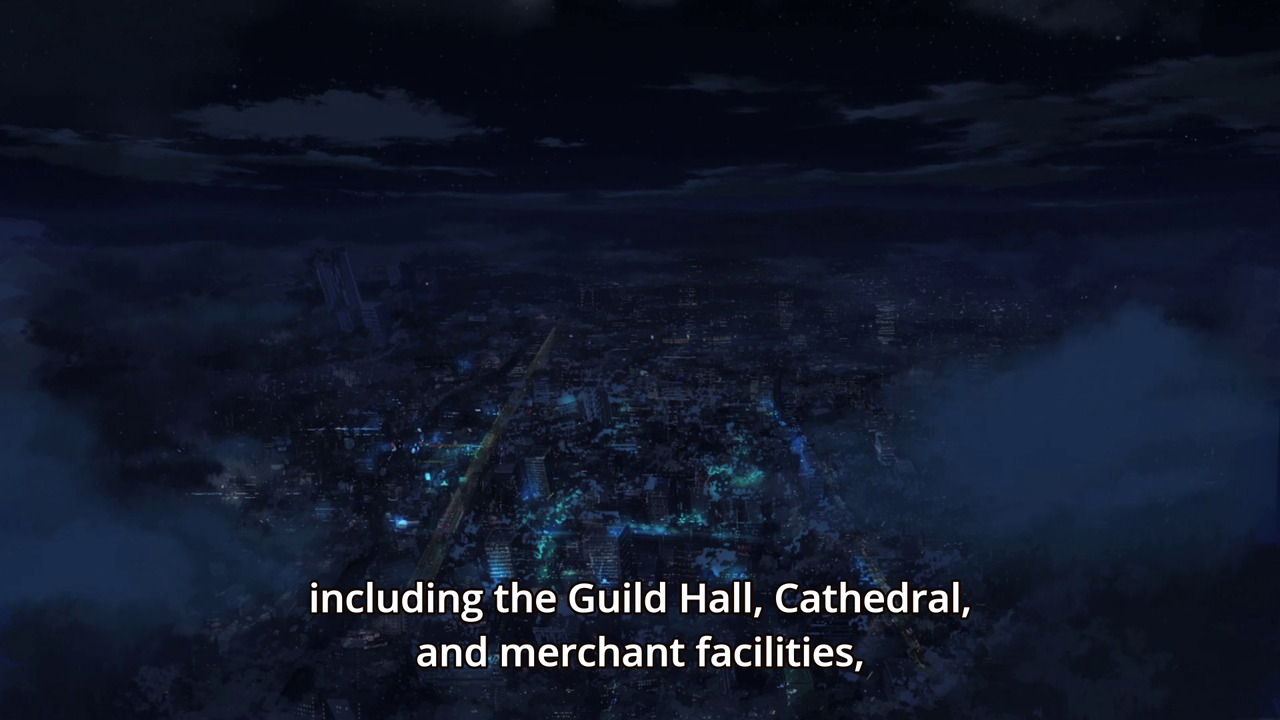 including the Guild Hall, Cathedral,
and merchant facilities,